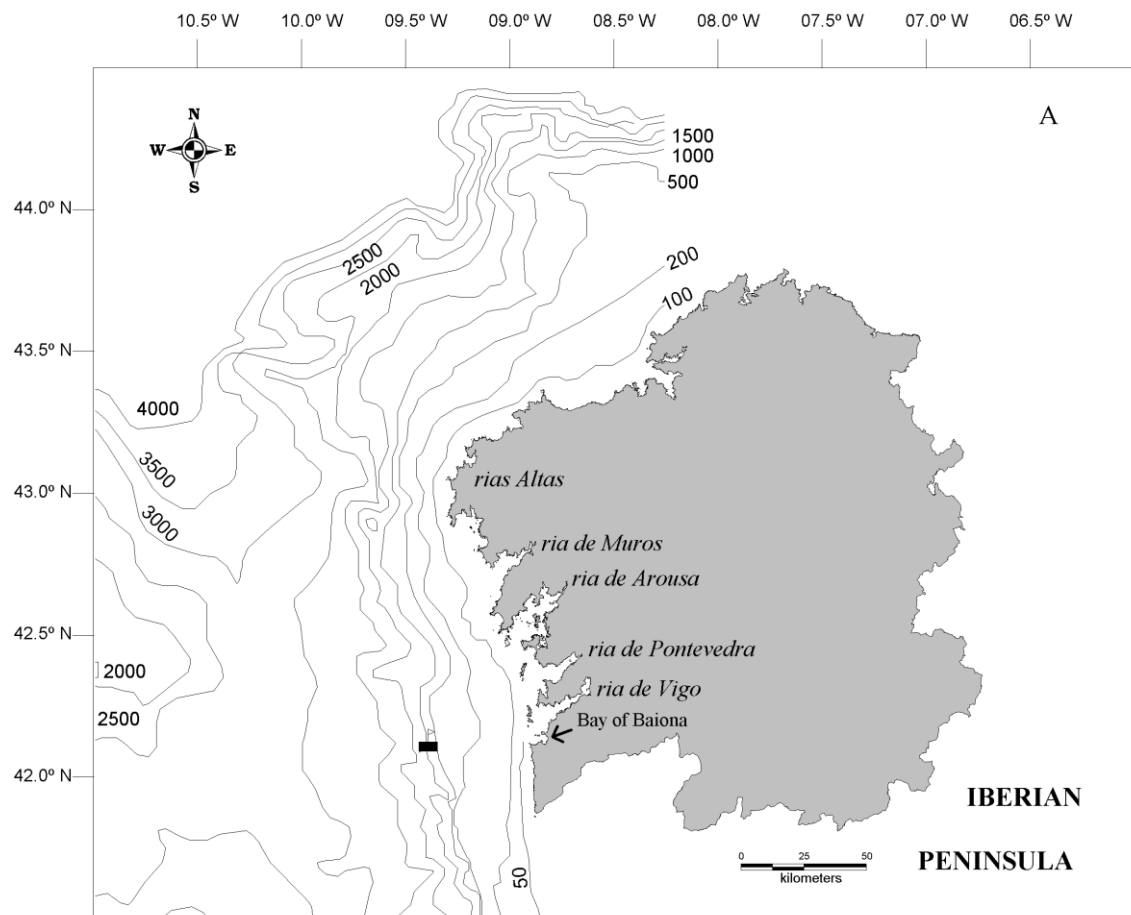 10.5º W 10.0º W 09.5º W 09.0º W 08.5º W 08.0º W 07.5º W 07.0º W 06.5º W
A
N
W E
S
1500
1000
500
44.0º N
2500
2000
200
100
43.5º N
4000
3500
3000
43.0º N
rias Altas
ria de Muros
ria de Arousa
42.5º N
ria de Pontevedra
2000
ria de Vigo
2500
Bay of Baiona
42.0º N
IBERIAN
PENINSULA
0 25 50
kilometers
50